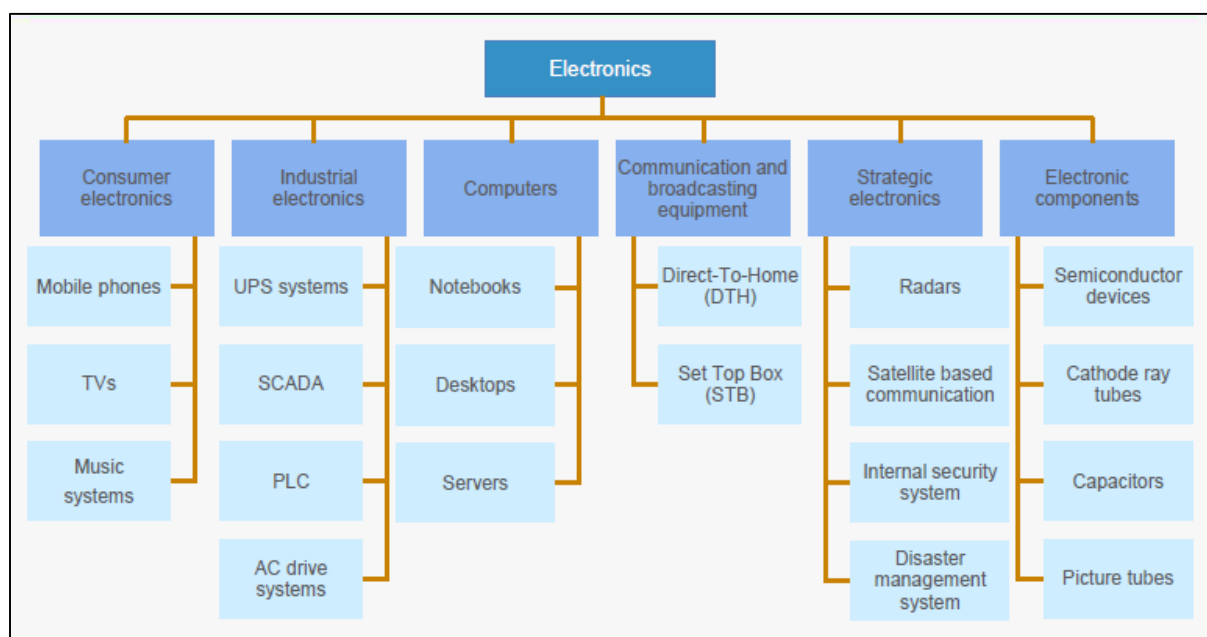 Electronics
Consumer
electronics
Industrial
electronics
Computers
Communication and
broadcasting
equipment
Strategic
electronics
Electronic
components
Mobile phones
TVs
Music
systems
UPS systems
SCADA
PLC
AC drive
systems
Notebooks
Desktops
Servers
Direct-To-Home
(DTH)
Set Top Box
(STB)
Radars
Satellite based
communication
Internal security
system
Disaster
management
system
Semiconductor
devices
Cathode ray
tubes
Capacitors
Picture tubes